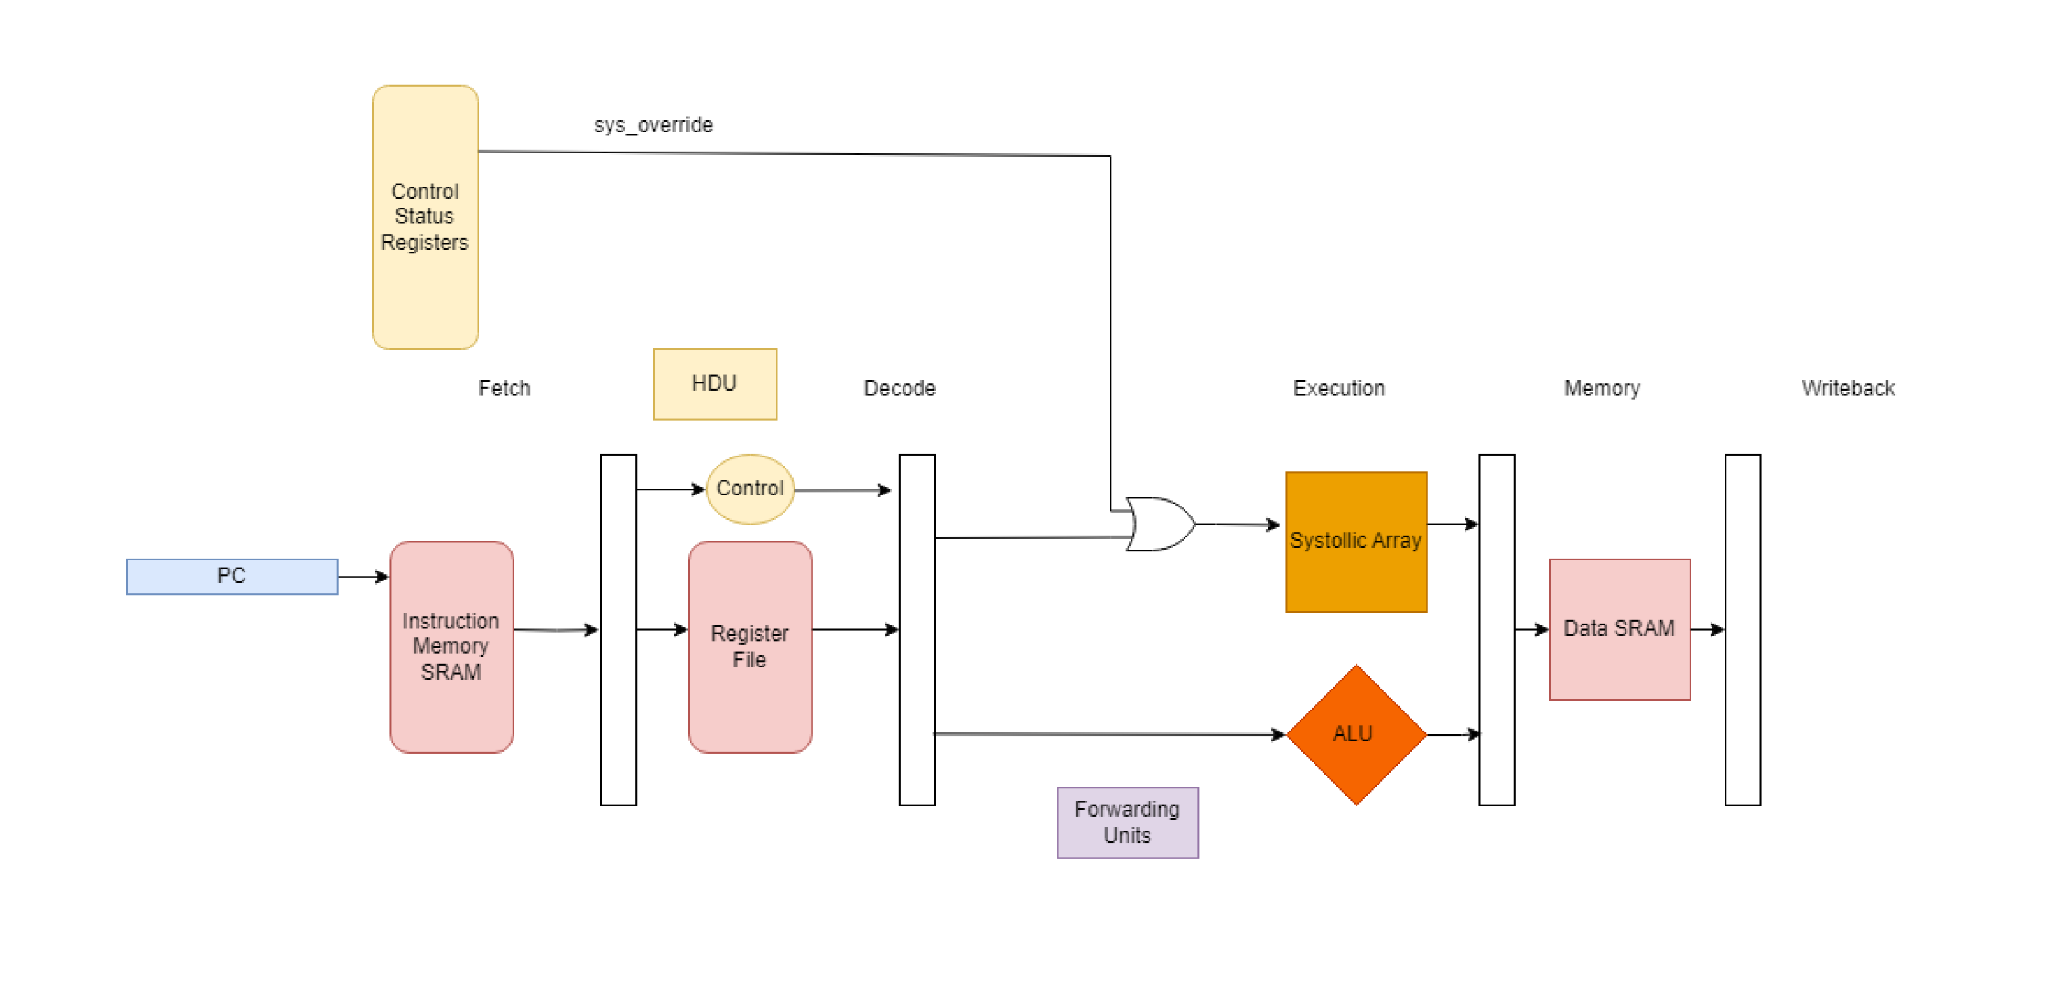 sys_override
Control
Status
Registers
Fetch
HDU
Decode
Execution
Memory
Writeback
Control
PC
Instruction
Memory
SRAM
Register
File
Systollic Array
Data SRAM
ALU
Forwarding
Units